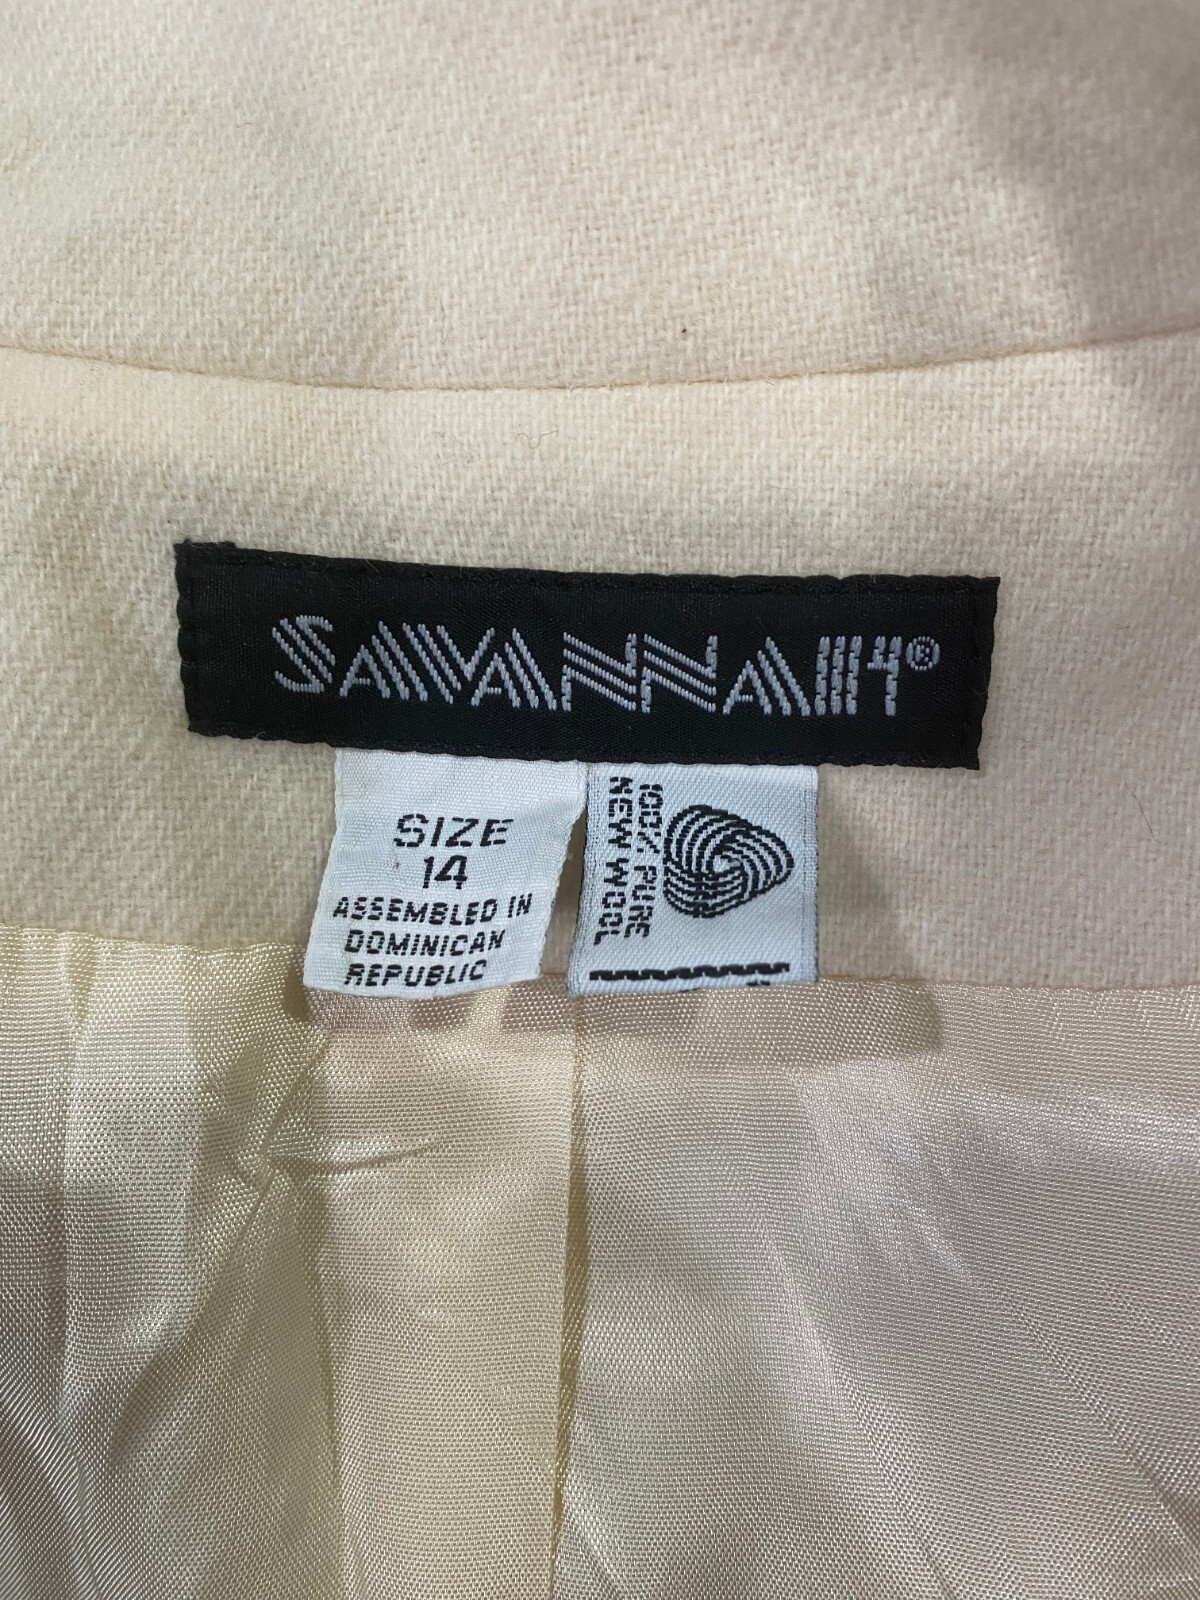 SAVANNAH®
SIZE
14
ASSEMBLED IN
DOMINICAN
REPUBLIC
100% PURE
NEW WOOL